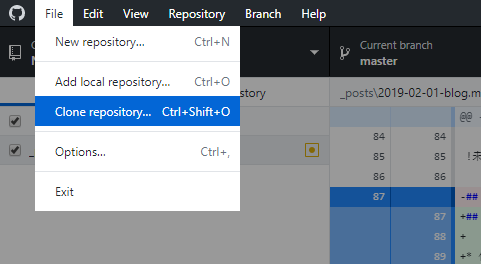 File Edit View Repository Branch Help
New repository... Ctrl+N
Add local repository... Ctrl+O
Clone repository... Ctrl+Shift+O
Options... Ctrl+,
Exit
Current branch
master
_posts\2019-02-01-blog.m
@@
84 84
85 85
86 86
87 -##
87 +##
88 +
89 +*